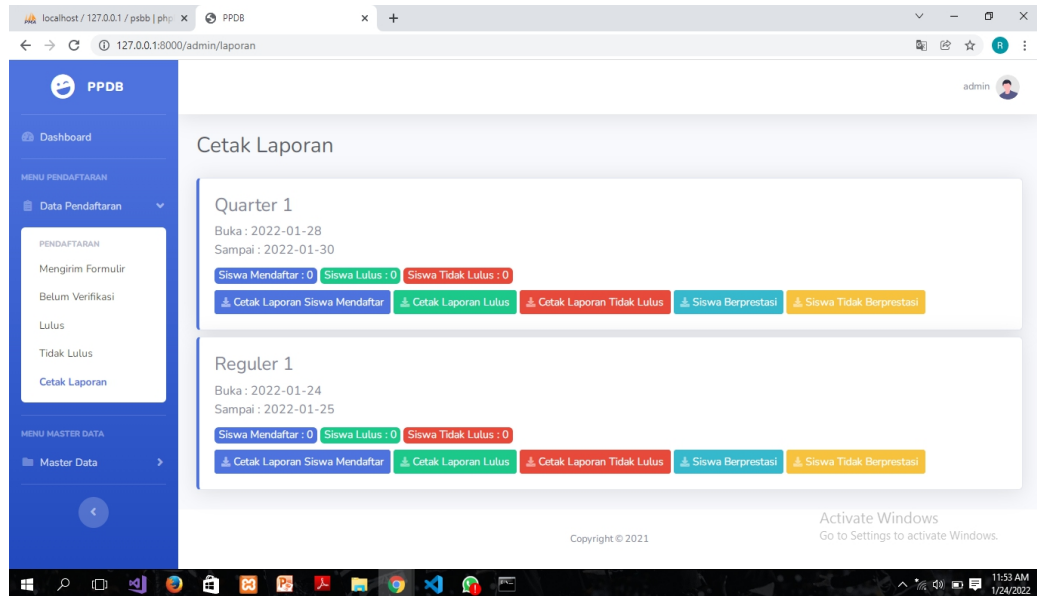 localhost / 127.0.0.1 / psbb | php
PPDB
127.0.0.1:8000/admin/laporan
R
PPDB
admin
Dashboard
Cetak Laporan
MENU PENDAFTARAN
Data Pendaftaran
PENDAFTARAN
Mengirim Formulir
Belum Verifikasi
Lulus
Tidak Lulus
Cetak Laporan
MENU MASTER DATA
Master Data
Quarter 1
Buka : 2022-01-28
Sampai : 2022-01-30
Siswa Mendaftar : 0 Siswa Lulus : 0 Siswa Tidak Lulus : 0
Cetak Laporan Siswa Mendaftar Cetak Laporan Lulus Cetak Laporan Tidak Lulus Siswa Berprestasi Siswa Tidak Berprestasi
Reguler 1
Buka : 2022-01-24
Sampai : 2022-01-25
Siswa Mendaftar : 0 Siswa Lulus : 0 Siswa Tidak Lulus : 0
Cetak Laporan Siswa Mendaftar Cetak Laporan Lulus Cetak Laporan Tidak Lulus Siswa Berprestasi Siswa Tidak Berprestasi
Activate Windows
Go to Settings to activate Windows.
Copyright © 2021
11:53 AM
1/24/2022